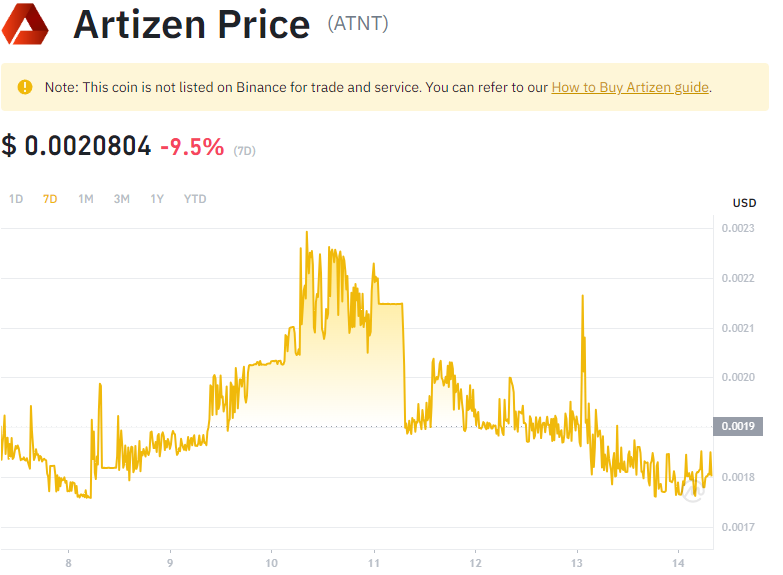 Artizen Price (ATNT)
Note: This coin is not listed on Binance for trade and service. You can refer to our How to Buy Artizen guide.
$ 0.0020804 -9.5% (7D)
1D 7D 1M 3M 1Y YTD
USD
0.0023
0.0022
0.0021
0.0020
0.0019
0.0018
0.0017
8 9 10 11 12 13 14